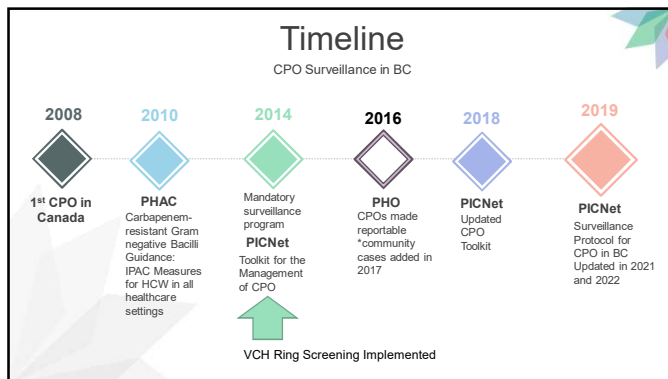 Timeline
CPO Surveillance in BC
2008
1st CPO in
Canada
2010
PHAC
Carbapenem-
resistant Gram
negative Bacilli
Guidance:
IPAC Measures
for HCW in all
healthcare
settings
2014
Mandatory
surveillance
program
PICNet
Toolkit for the
Management
of CPO
VCH Ring Screening Implemented
2016
PHO
CPOs made
reportable
*community
cases added in
2017
2018
PICNet
Updated
CPO
Toolkit
2019
PICNet
Surveillance
Protocol for
CPO in BC
Updated in 2021
and 2022